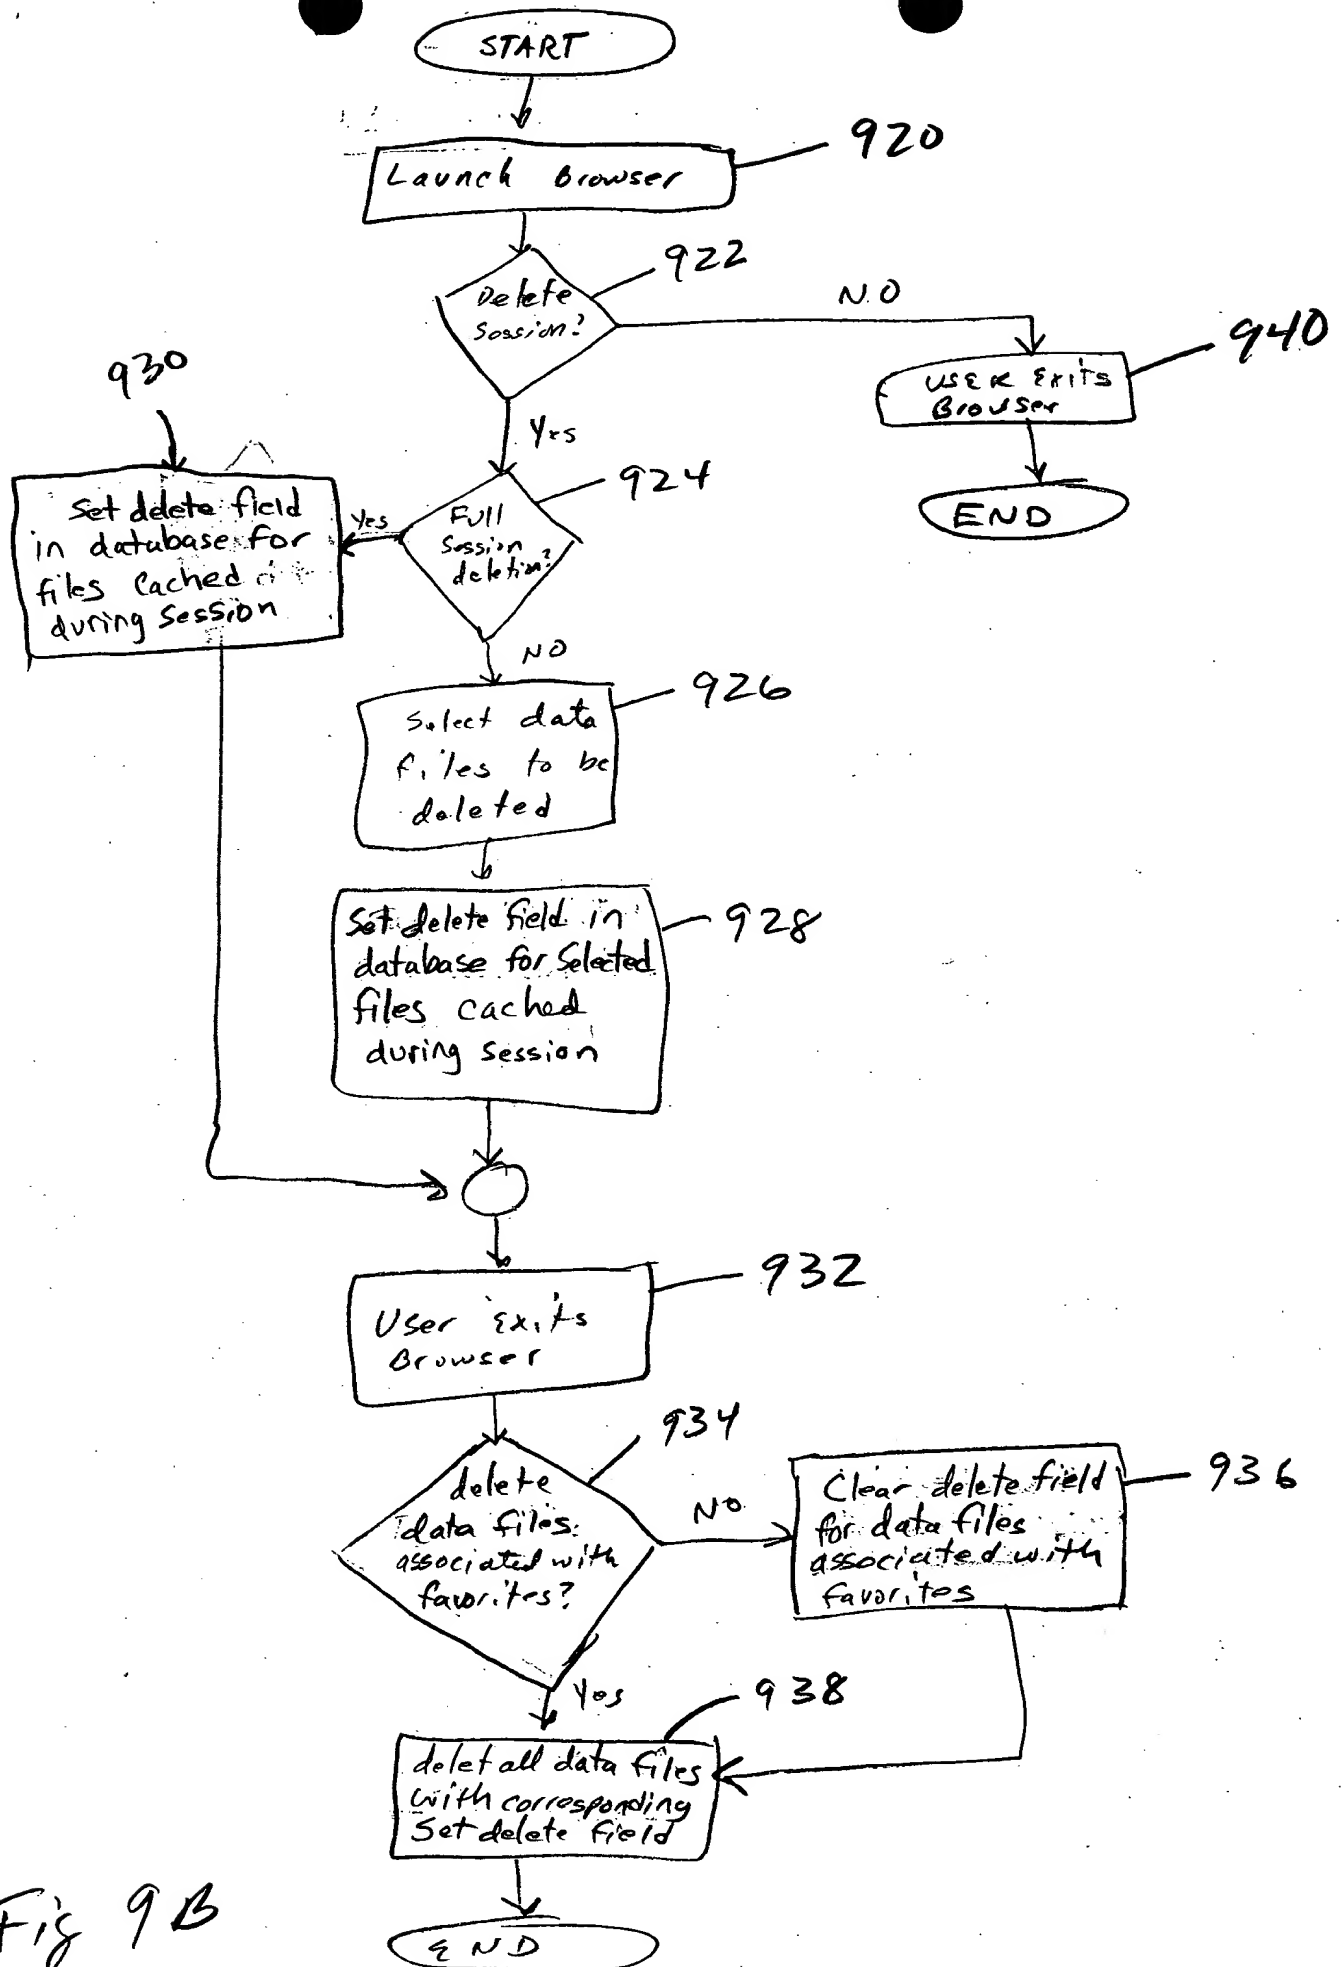 START
Launch Browser
920
Delete
Session?
922
NO
User Exits
Browser
940
END
Yes
930
Set delete field
in database for
files Cached
during Session
Yes
Full
Session
deletion?
924
NO
Select data
files to be
deleted
926
Set delete field in
database for Selected
files cached
during session
928
User Exits
Browser
932
delete
data files
associated with
favorites?
934
NO
Clear delete field
for data files
associated with
favorites
936
Yes
938
delet all data files
with corresponding
Set delete field
END
Fig 9B